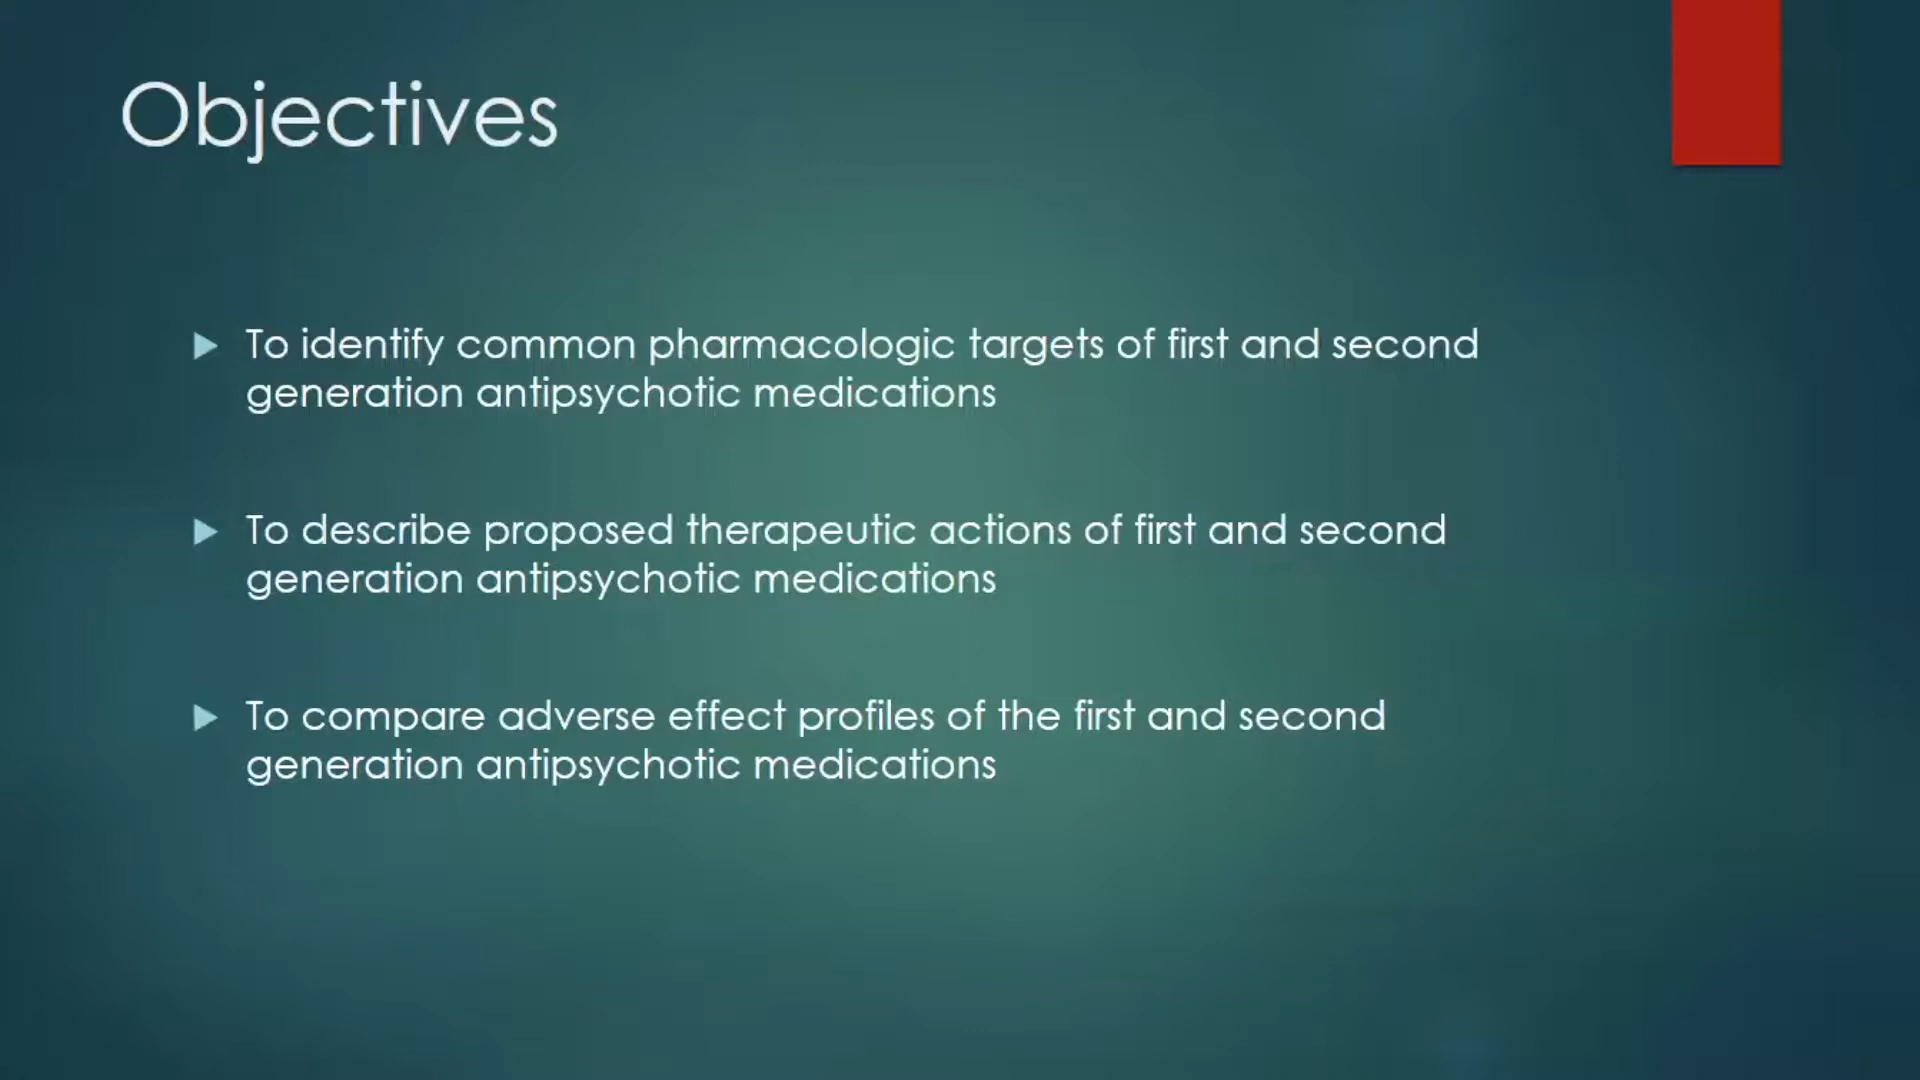 Objectives
To identify common pharmacologic targets of first and second
generation antipsychotic medications
To describe proposed therapeutic actions of first and second
generation antipsychotic medications
To compare adverse effect profiles of the first and second
generation antipsychotic medications